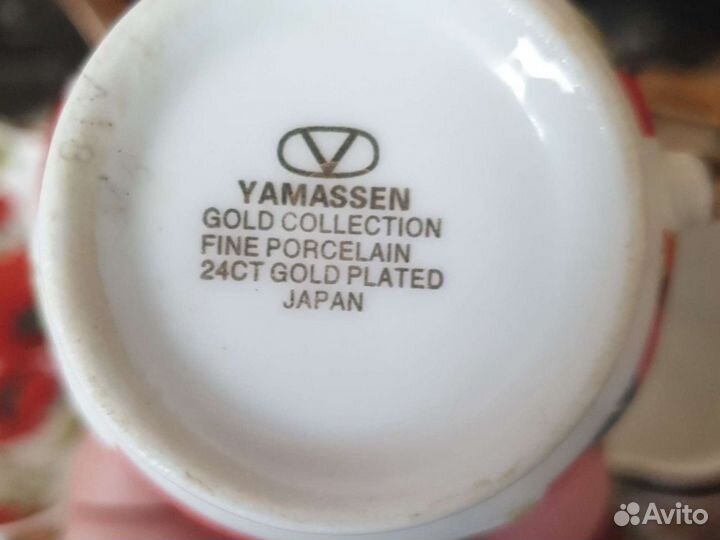 YAMASSEN
GOLD COLLECTION
FINE PORCELAIN
24CT GOLD PLATED
JAPAN
Avito